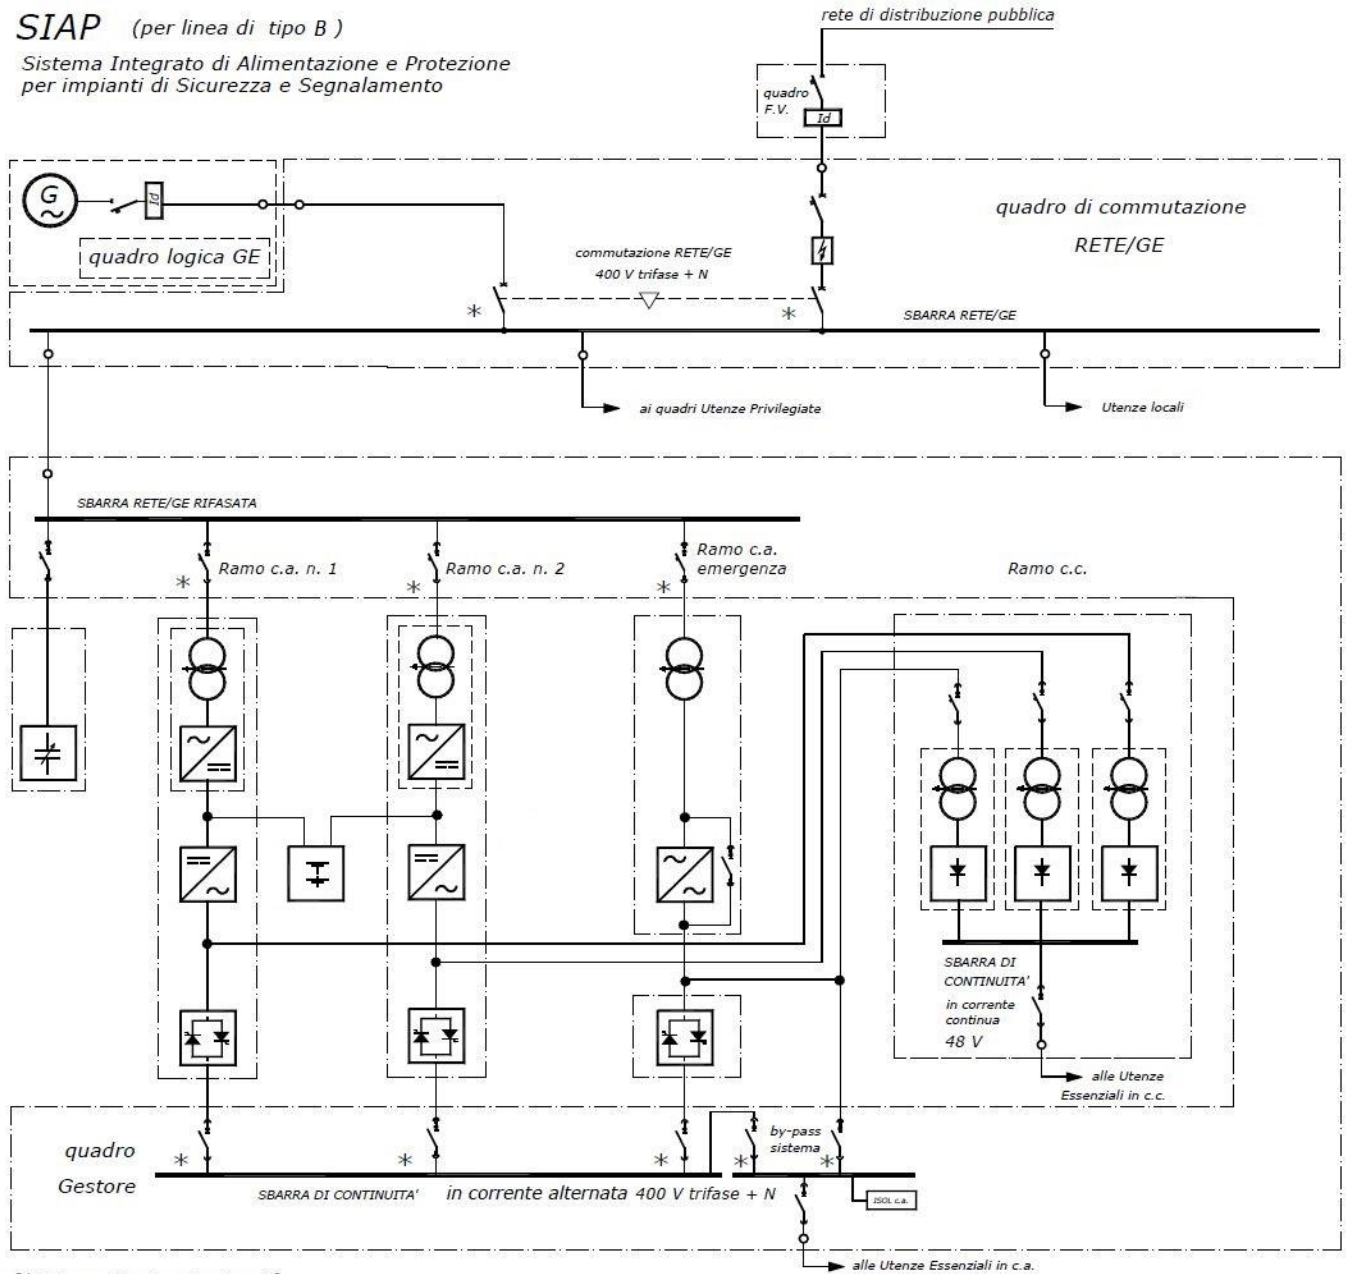 SIAP (per linea di tipo B )
Sistema Integrato di Alimentazione e Protezione
per impianti di Sicurezza e Segnalamento
rete di distribuzione pubblica
quadro
F.V.
Id
G
Id
quadro logica GE
quadro di commutazione
RETE/GE
commutazione RETE/GE
400 V trifase + N
* *
SBARRA RETE/GE
ai quadri Utenze Privilegiate
Utenze locali
SBARRA RETE/GE RIFASATA
* Ramo c.a. n. 1
* Ramo c.a. n. 2
* Ramo c.a.
emergenza
Ramo c.c.
SBARRA DI
CONTINUITA'
in corrente
continua
48 V
alle Utenze
Essenziali in c.c.
quadro
Gestore
by-pass
sistema
* * * * *
SBARRA DI CONTINUITA' in corrente alternata 400 V trifase + N
ISOL c.a.
alle Utenze Essenziali in c.a.